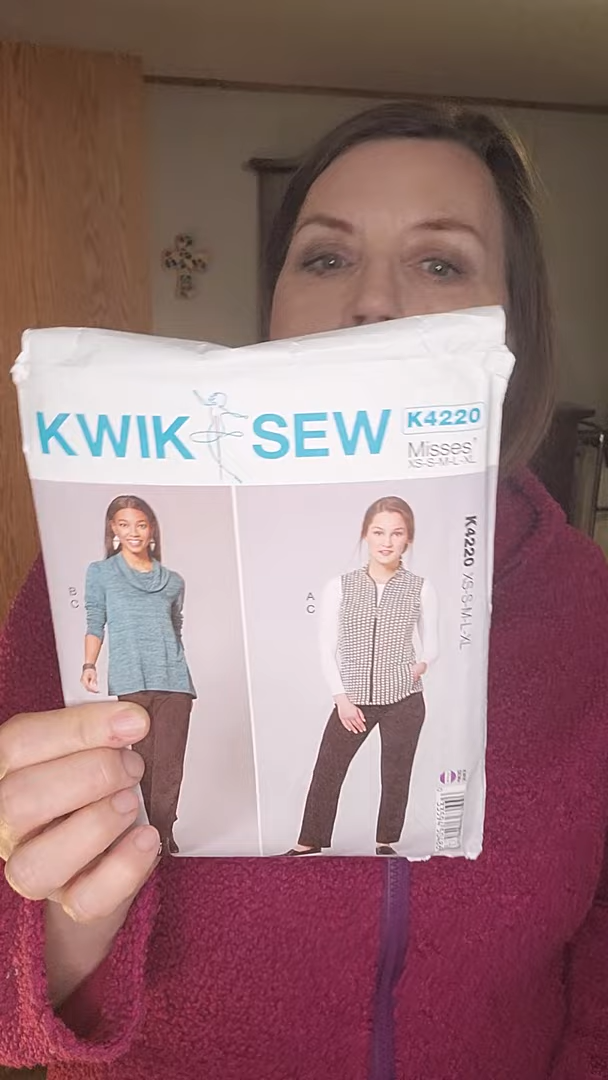 KWIK SEW
K4220
Misses'
XS-S-M-L-XL
B
C
A
C
K4220 XS-S-M-L-XL